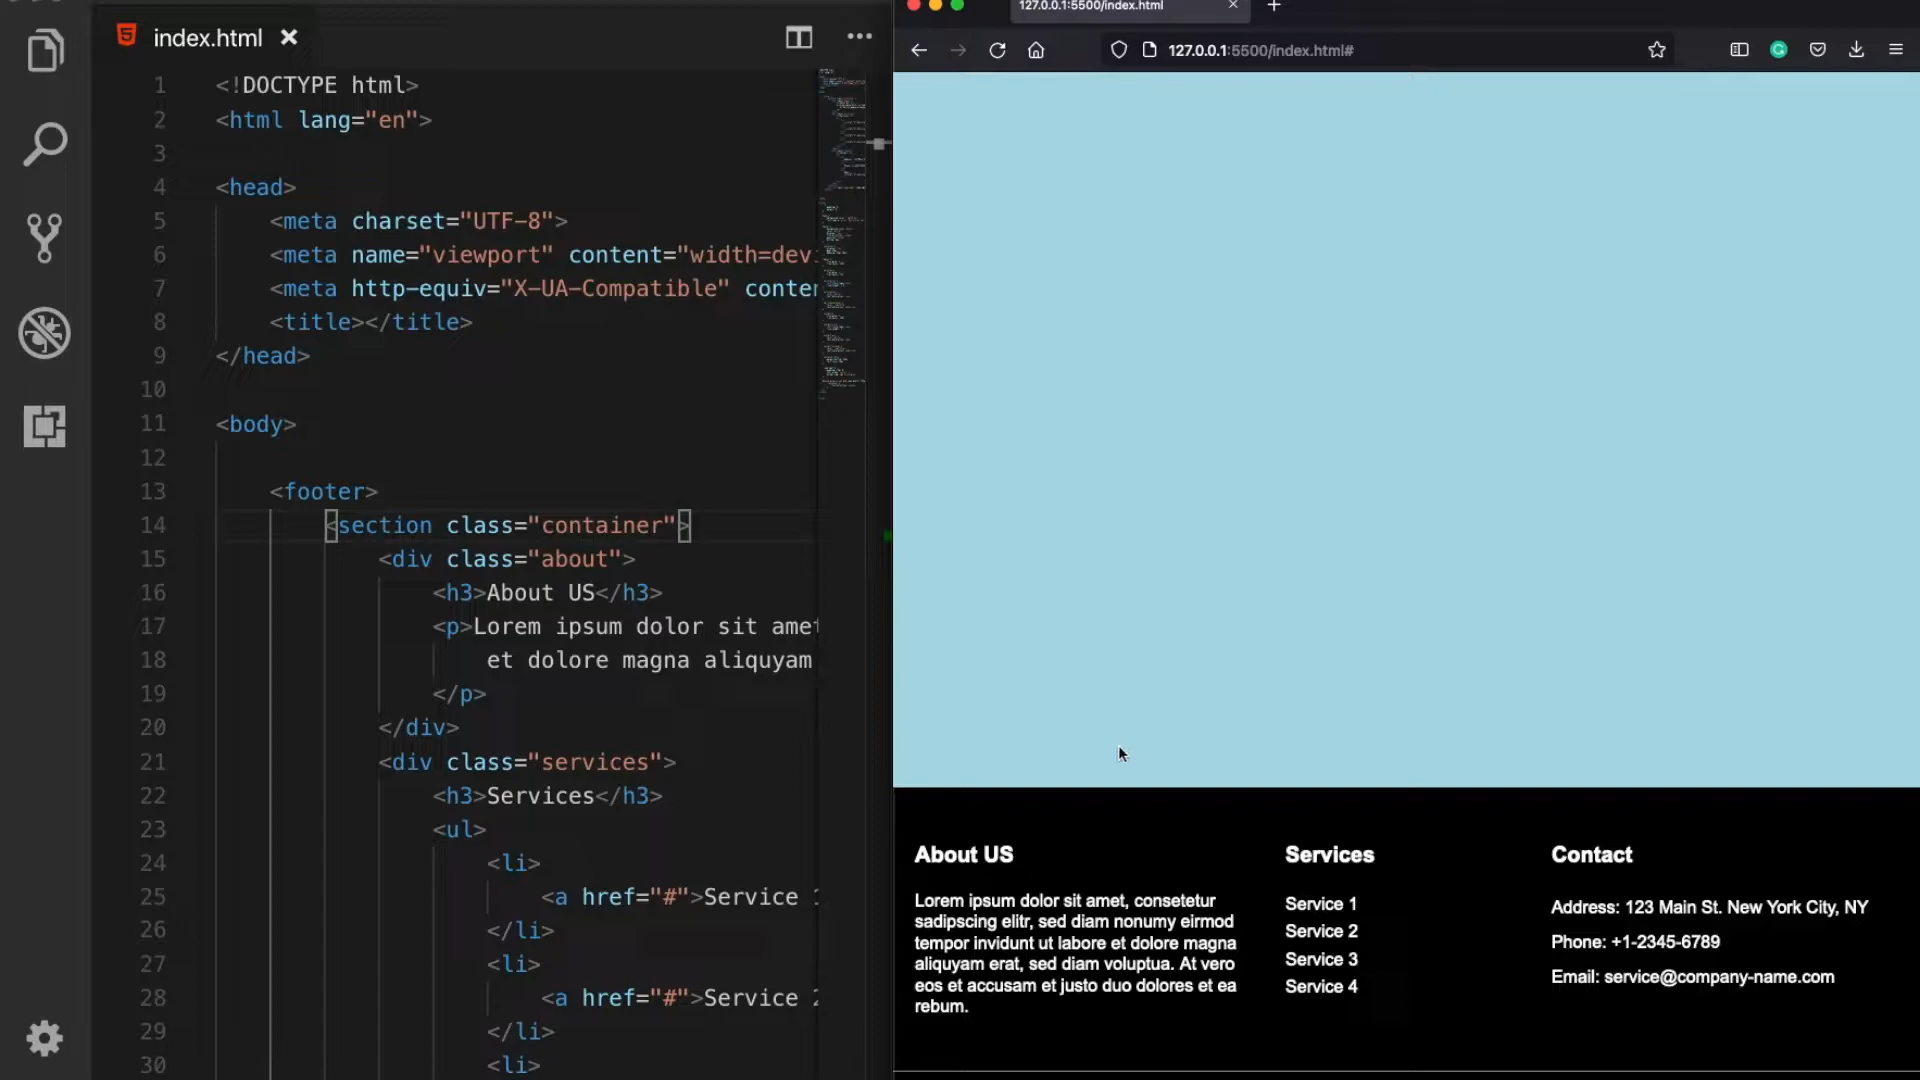 index.html
1 <!DOCTYPE html>
2 <html lang="en">
3
4 <head>
5 <meta charset="UTF-8">
6 <meta name="viewport" content="width=dev
7 <meta http-equiv="X-UA-Compatible" conte
8 <title></title>
9 </head>
10
11 <body>
12
13 <footer>
14 <section class="container">
15 <div class="about">
16 <h3>About US</h3>
17 <p>Lorem ipsum dolor sit amet
18 et dolore magna aliquyam
19 </p>
20 </div>
21 <div class="services">
22 <h3>Services</h3>
23 <ul>
24 <li>
25 <a href="#">Service 1
26 </li>
27 <li>
28 <a href="#">Service 2
29 </li>
30 <li>
127.0.0.1:5500/index.html
127.0.0.1:5500/index.html#
About US
Lorem ipsum dolor sit amet, consetetur
sadipscing elitr, sed diam nonumy eirmod
tempor invidunt ut labore et dolore magna
aliquyam erat, sed diam voluptua. At vero
eos et accusam et justo duo dolores et ea
rebum.
Services
Service 1
Service 2
Service 3
Service 4
Contact
Address: 123 Main St. New York City, NY
Phone: +1-2345-6789
Email: service@company-name.com